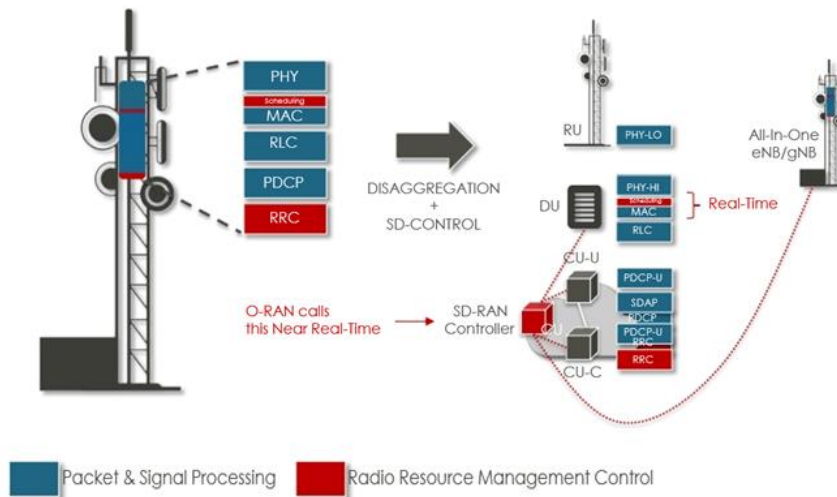 PHY
Scheduling
MAC
RLC
PDCP
RRC
DISAGGREGATION
+
SD-CONTROL
RU
PHY-LO
All-In-One
eNB/gNB
DU
PHY-HI
Scheduling
MAC
RLC
Real-Time
CU-U
PDCP-U
SDAP
PDCP
PDCP-U
RRC
RRC
O-RAN calls
this Near Real-Time
SD-RAN
Controller
CU
CU-C
Packet & Signal Processing
Radio Resource Management Control